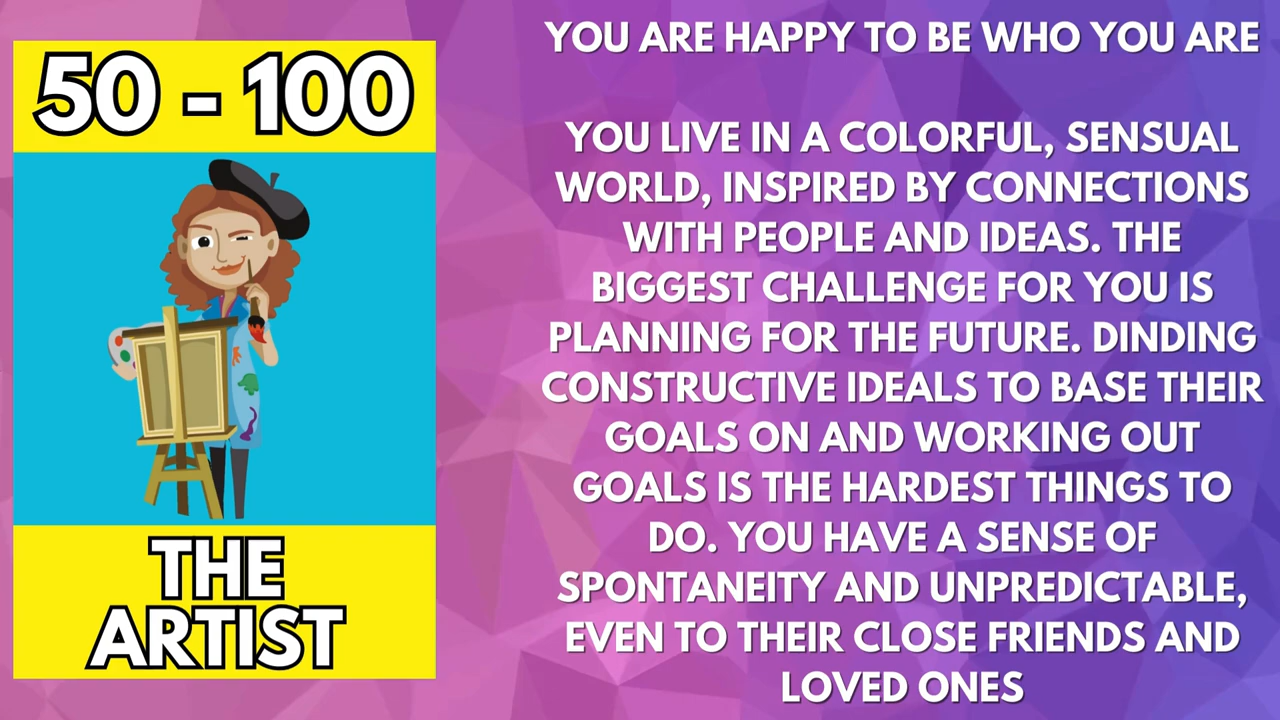 50 - 100
THE
ARTIST
YOU ARE HAPPY TO BE WHO YOU ARE
YOU LIVE IN A COLORFUL, SENSUAL
WORLD, INSPIRED BY CONNECTIONS
WITH PEOPLE AND IDEAS. THE
BIGGEST CHALLENGE FOR YOU IS
PLANNING FOR THE FUTURE. DINDING
CONSTRUCTIVE IDEALS TO BASE THEIR
GOALS ON AND WORKING OUT
GOALS IS THE HARDEST THINGS TO
DO. YOU HAVE A SENSE OF
SPONTANEITY AND UNPREDICTABLE,
EVEN TO THEIR CLOSE FRIENDS AND
LOVED ONES